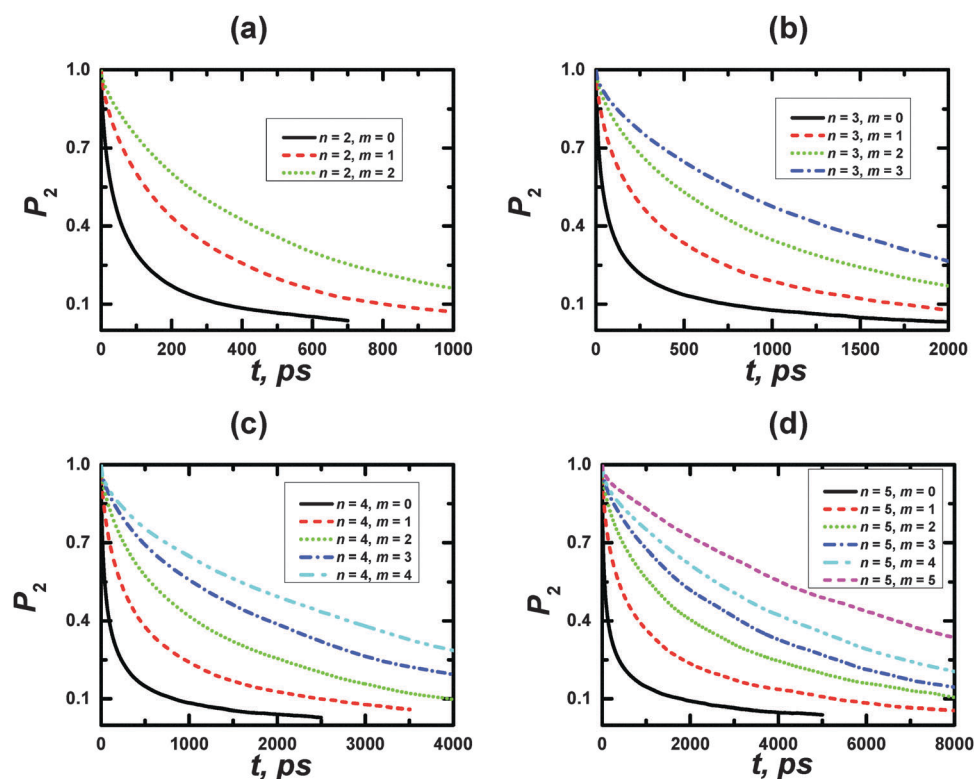 (a)
P2
1.0
0.7
0.4
0.1
n = 2, m = 0
n = 2, m = 1
n = 2, m = 2
0 200 400 600 800 1000
t, ps
(b)
P2
1.0
0.7
0.4
0.1
n = 3, m = 0
n = 3, m = 1
n = 3, m = 2
n = 3, m = 3
0 500 1000 1500 2000
t, ps
(c)
P2
1.0
0.7
0.4
0.1
n = 4, m = 0
n = 4, m = 1
n = 4, m = 2
n = 4, m = 3
n = 4, m = 4
0 1000 2000 3000 4000
t, ps
(d)
P2
1.0
0.7
0.4
0.1
n = 5, m = 0
n = 5, m = 1
n = 5, m = 2
n = 5, m = 3
n = 5, m = 4
n = 5, m = 5
0 2000 4000 6000 8000
t, ps